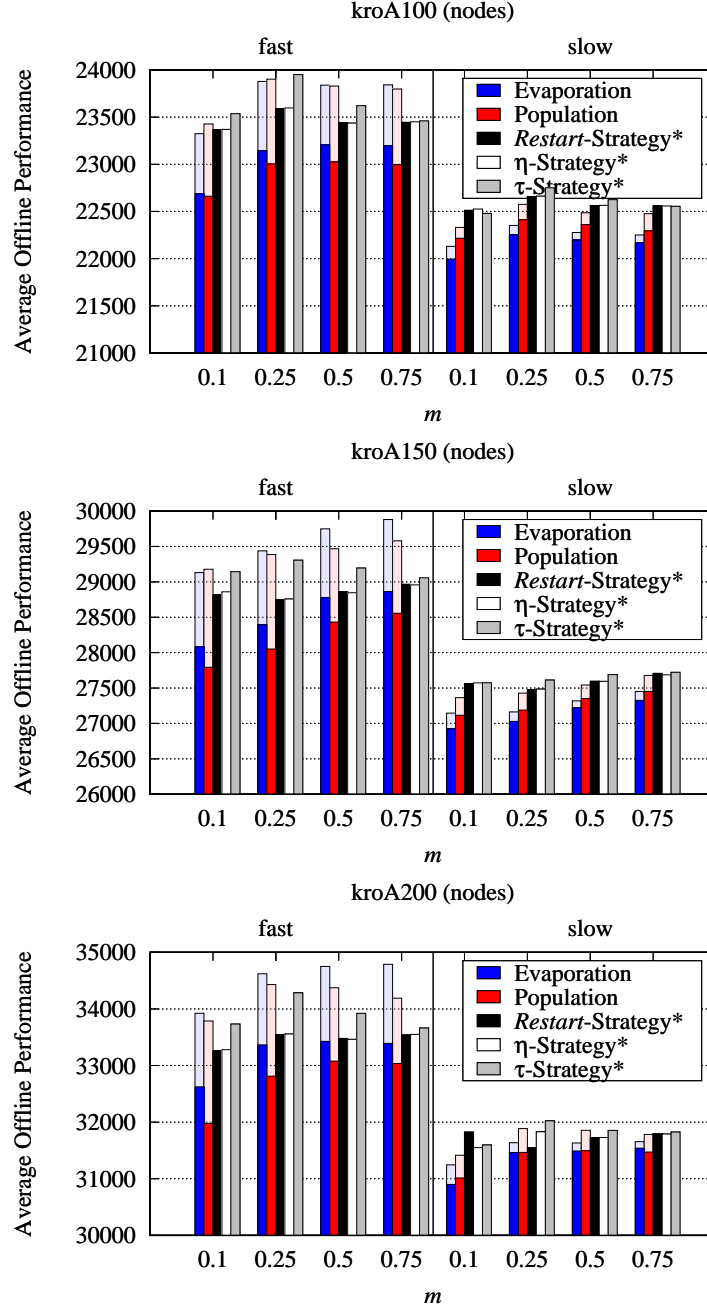 kroA100 (nodes)
fast slow
Average Offline Performance
24000
23500
23000
22500
22000
21500
21000
Evaporation
Population
Restart-Strategy*
η-Strategy*
τ-Strategy*
0.1 0.25 0.5 0.75 0.1 0.25 0.5 0.75
m
kroA150 (nodes)
fast slow
Average Offline Performance
30000
29500
29000
28500
28000
27500
27000
26500
26000
Evaporation
Population
Restart-Strategy*
η-Strategy*
τ-Strategy*
0.1 0.25 0.5 0.75 0.1 0.25 0.5 0.75
m
kroA200 (nodes)
fast slow
Average Offline Performance
35000
34000
33000
32000
31000
30000
Evaporation
Population
Restart-Strategy*
η-Strategy*
τ-Strategy*
0.1 0.25 0.5 0.75 0.1 0.25 0.5 0.75
m